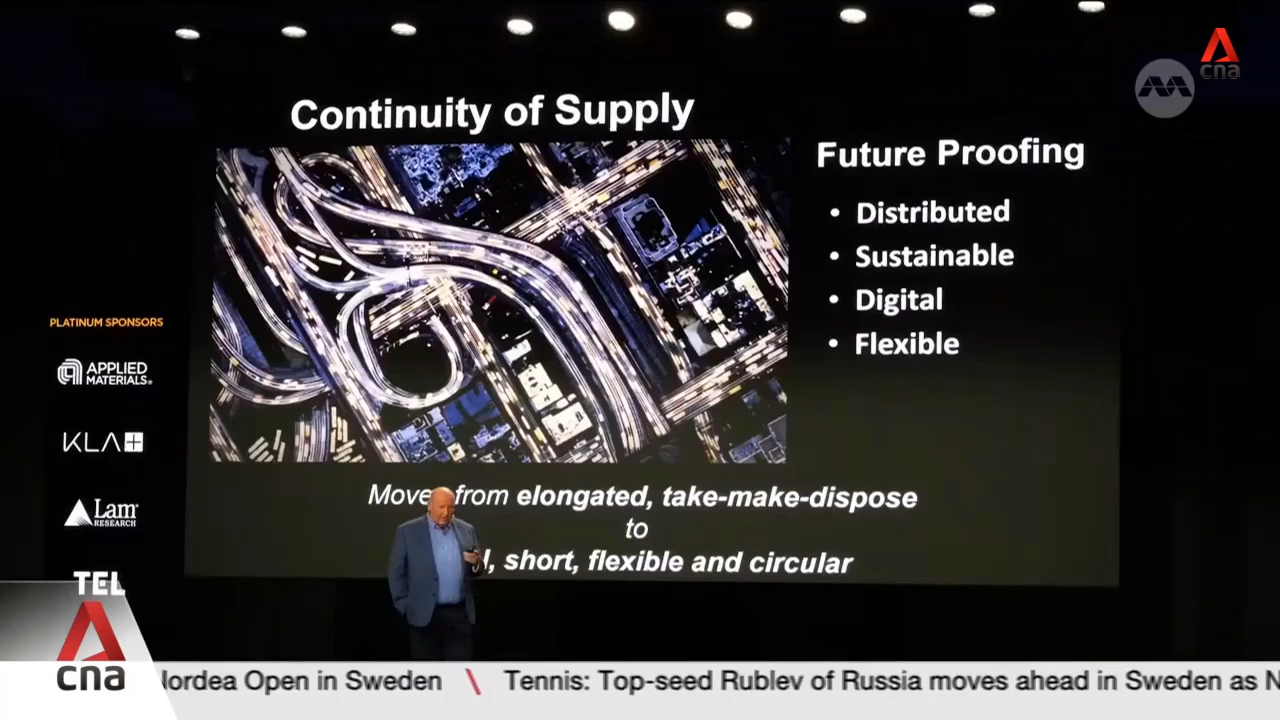 Continuity of Supply
Future Proofing
• Distributed
• Sustainable
• Digital
• Flexible
from elongated, take-make-dispose
to
short, flexible and circular
PLATINUM SPONSORS
APPLIED
MATERIALS®
KLA
Lam
RESEARCH
TEL
cna
cna
Open in Sweden \ Tennis: Top-seed Rublev of Russia moves ahead in Sweden as